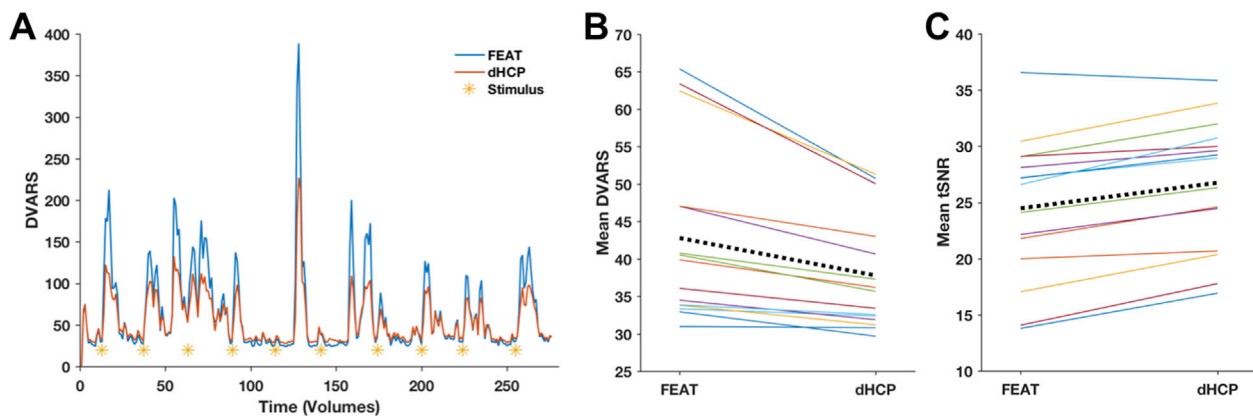 A
DVARS
400
350
300
250
200
150
100
50
0
0 50 100 150 200 250
Time (Volumes)
FEAT
dHCP
Stimulus
B
Mean DVARS
70
65
60
55
50
45
40
35
30
25
FEAT dHCP
C
Mean tSNR
40
35
30
25
20
15
10
FEAT dHCP